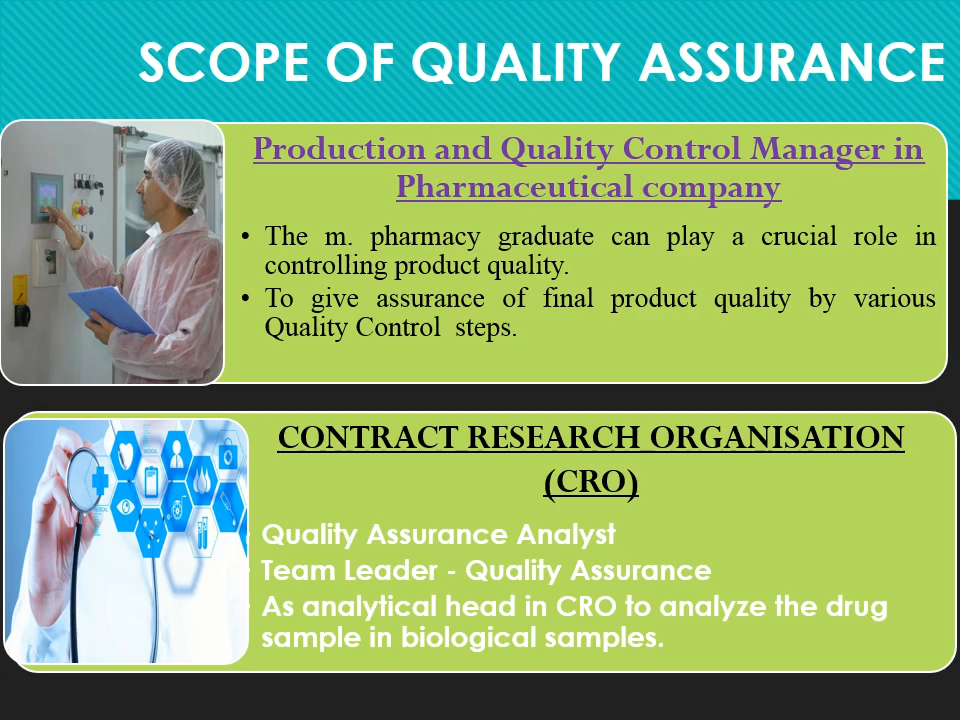 SCOPE OF QUALITY ASSURANCE
Production and Quality Control Manager in
Pharmaceutical company
• The m. pharmacy graduate can play a crucial role in
controlling product quality.
• To give assurance of final product quality by various
Quality Control steps.
CONTRACT RESEARCH ORGANISATION
(CRO)
• Quality Assurance Analyst
• Team Leader - Quality Assurance
• As analytical head in CRO to analyze the drug
sample in biological samples.